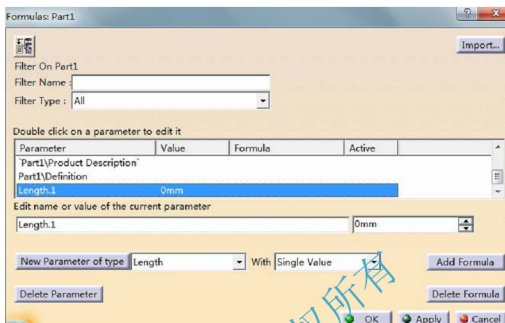 Formulas: Part1
Import...
Filter On Part1
Filter Name :
Filter Type : All
Double click on a parameter to edit it
Parameter Value Formula Active
`Part1\Product Description`
Part1\Definition
Length.1 0mm
Edit name or value of the current parameter
Length.1 0mm
New Parameter of type Length With Single Value Add Formula
Delete Parameter Delete Formula
权所有
OK Apply Cancel